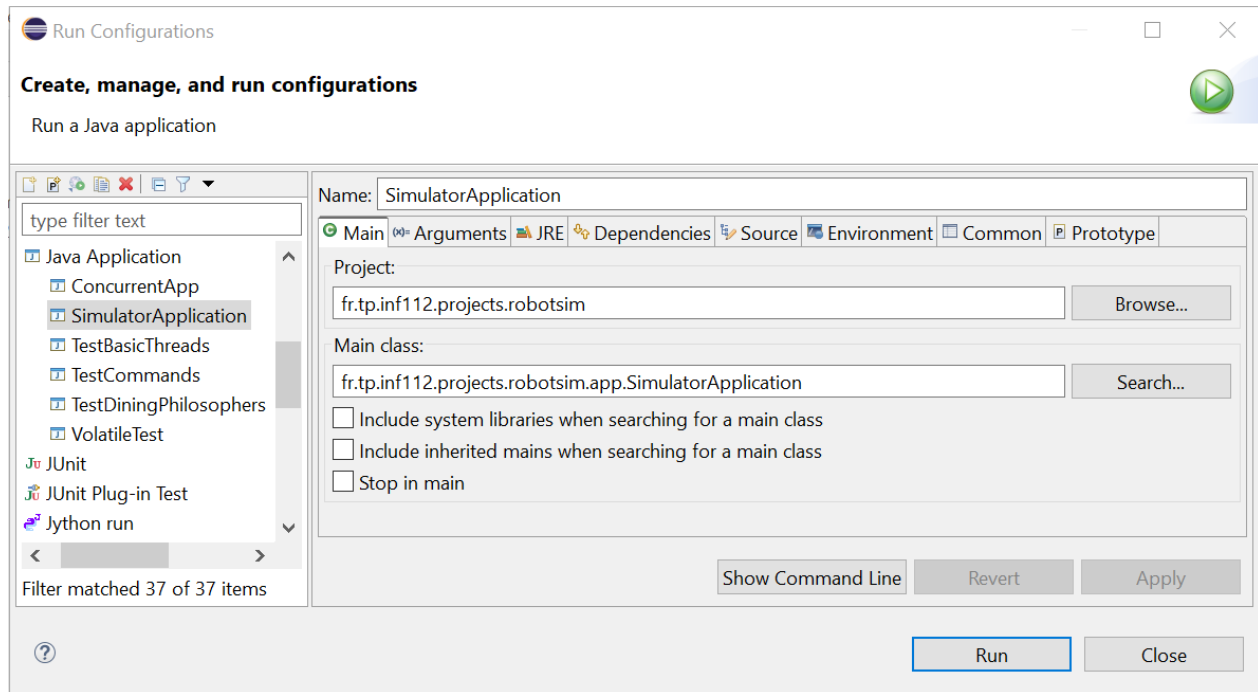 Run Configurations
Create, manage, and run configurations
Run a Java application
type filter text
Java Application
ConcurrentApp
SimulatorApplication
TestBasicThreads
TestCommands
TestDiningPhilosophers
VolatileTest
JUnit
JUnit Plug-in Test
Jython run
Filter matched 37 of 37 items
Name: SimulatorApplication
Main Arguments JRE Dependencies Source Environment Common Prototype
Project:
fr.tp.inf112.projects.robotsim Browse...
Main class:
fr.tp.inf112.projects.robotsim.app.SimulatorApplication Search...
Include system libraries when searching for a main class
Include inherited mains when searching for a main class
Stop in main
Show Command Line Revert Apply
Run Close